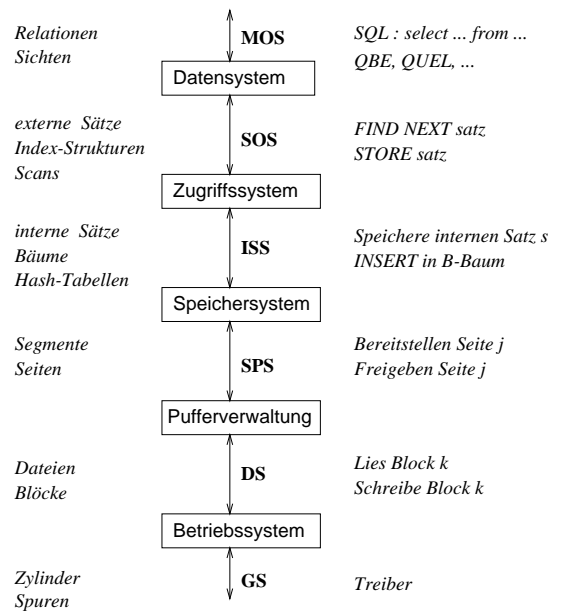 Relationen
Sichten
MOS
SQL : select ... from ...
QBE, QUEL, ...
Datensystem
externe Sätze
Index-Strukturen
Scans
SOS
FIND NEXT satz
STORE satz
Zugriffssystem
interne Sätze
Bäume
Hash-Tabellen
ISS
Speichere internen Satz s
INSERT in B-Baum
Speichersystem
Segmente
Seiten
SPS
Bereitstellen Seite j
Freigeben Seite j
Pufferverwaltung
Dateien
Blöcke
DS
Lies Block k
Schreibe Block k
Betriebssystem
Zylinder
Spuren
GS
Treiber